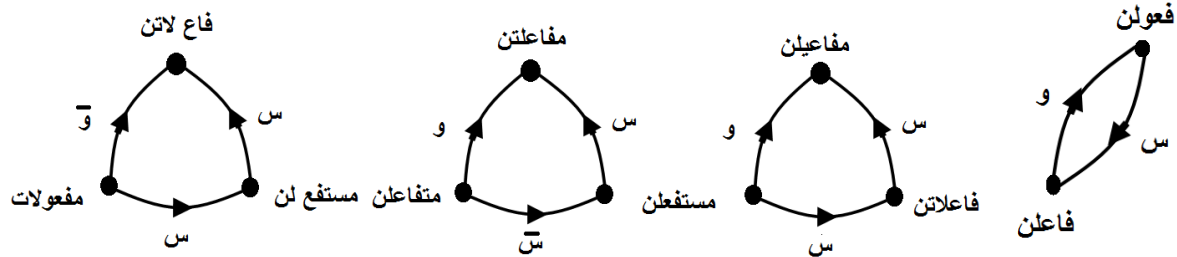 فعولن
و
س
فاعلن
مفاعيلن
س
و
فاعلاتن
مستفعلن
س
مفاعلتن
س
و
متفاعلن
س̄
فاع لاتن
س
و̄
مستفع لن
مفعولات
س